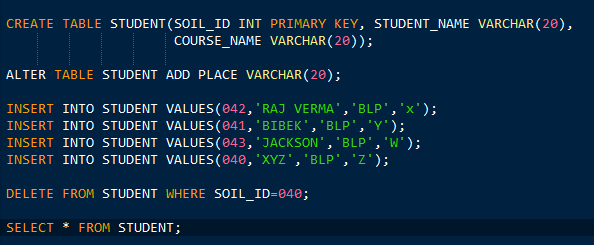 CREATE TABLE STUDENT(SOIL_ID INT PRIMARY KEY, STUDENT_NAME VARCHAR(20),
COURSE_NAME VARCHAR(20));
ALTER TABLE STUDENT ADD PLACE VARCHAR(20);
INSERT INTO STUDENT VALUES(042,'RAJ VERMA','BLP','x');
INSERT INTO STUDENT VALUES(041,'BIBEK','BLP','Y');
INSERT INTO STUDENT VALUES(043,'JACKSON','BLP','W');
INSERT INTO STUDENT VALUES(040,'XYZ','BLP','Z');
DELETE FROM STUDENT WHERE SOIL_ID=040;
SELECT * FROM STUDENT;